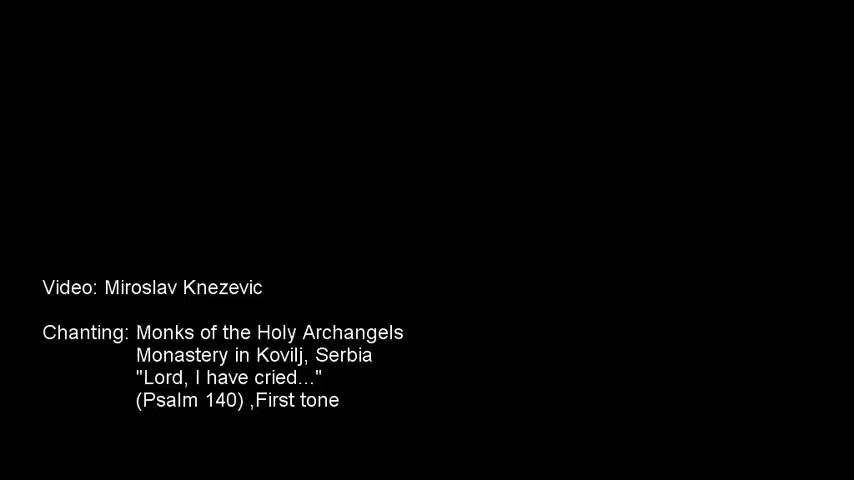 Video: Miroslav Knezevic
Chanting: Monks of the Holy Archangels
Monastery in Kovilj, Serbia
"Lord, I have cried..."
(Psalm 140) ,First tone